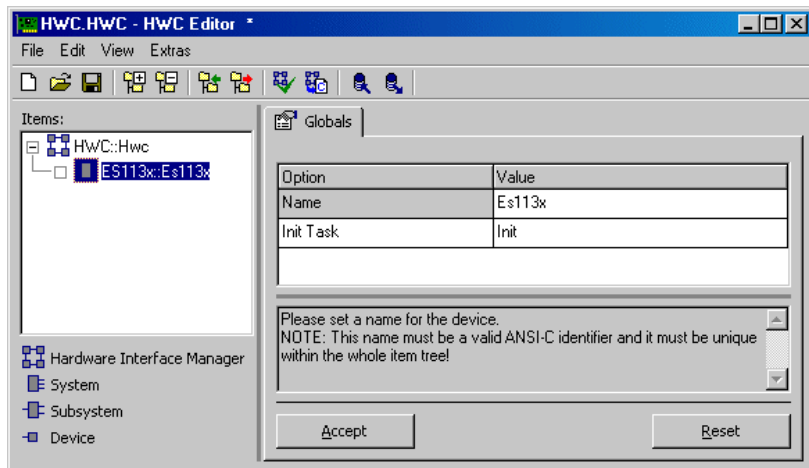 HWC.HWC - HWC Editor *
File Edit View Extras
Items:
HWC::Hwc
ES113x::Es113x
Hardware Interface Manager
System
Subsystem
Device
Globals
Option Value
Name Es113x
Init Task Init
Please set a name for the device.
NOTE: This name must be a valid ANSI-C identifier and it must be unique
within the whole item tree!
Accept Reset